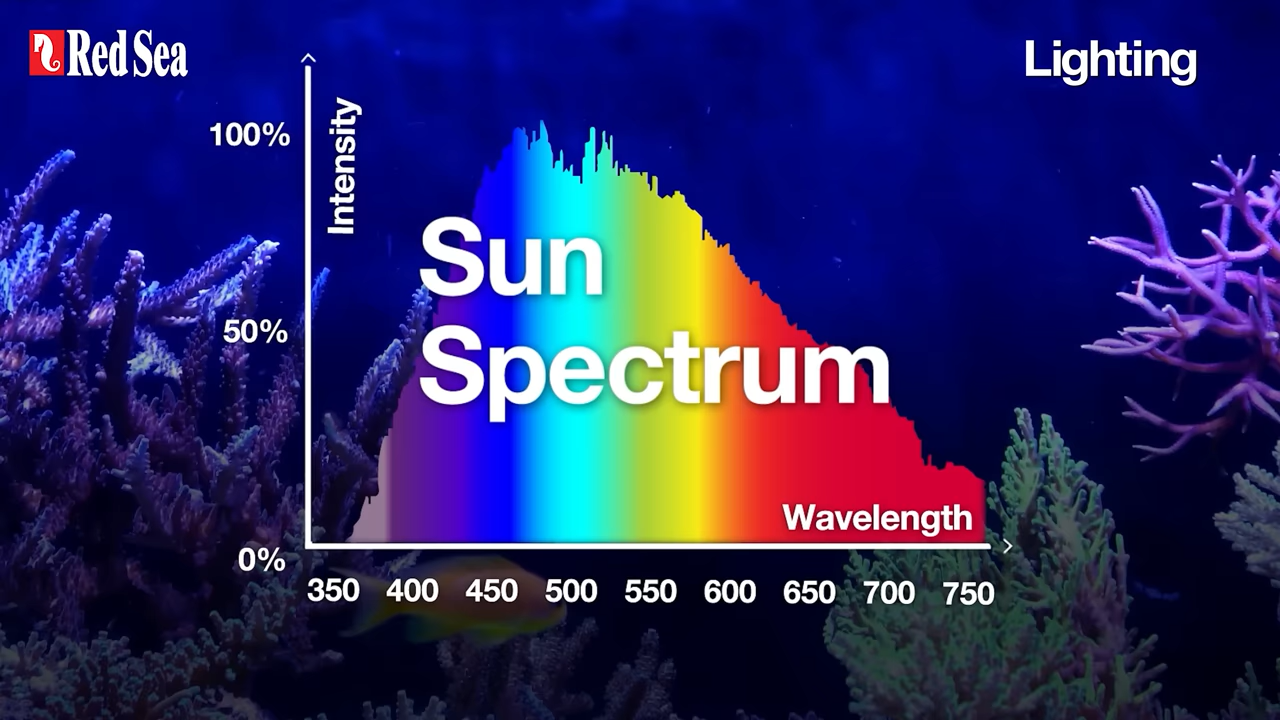 Red Sea
Lighting
100%
Intensity
Sun
Spectrum
50%
Wavelength
0%
350 400 450 500 550 600 650 700 750